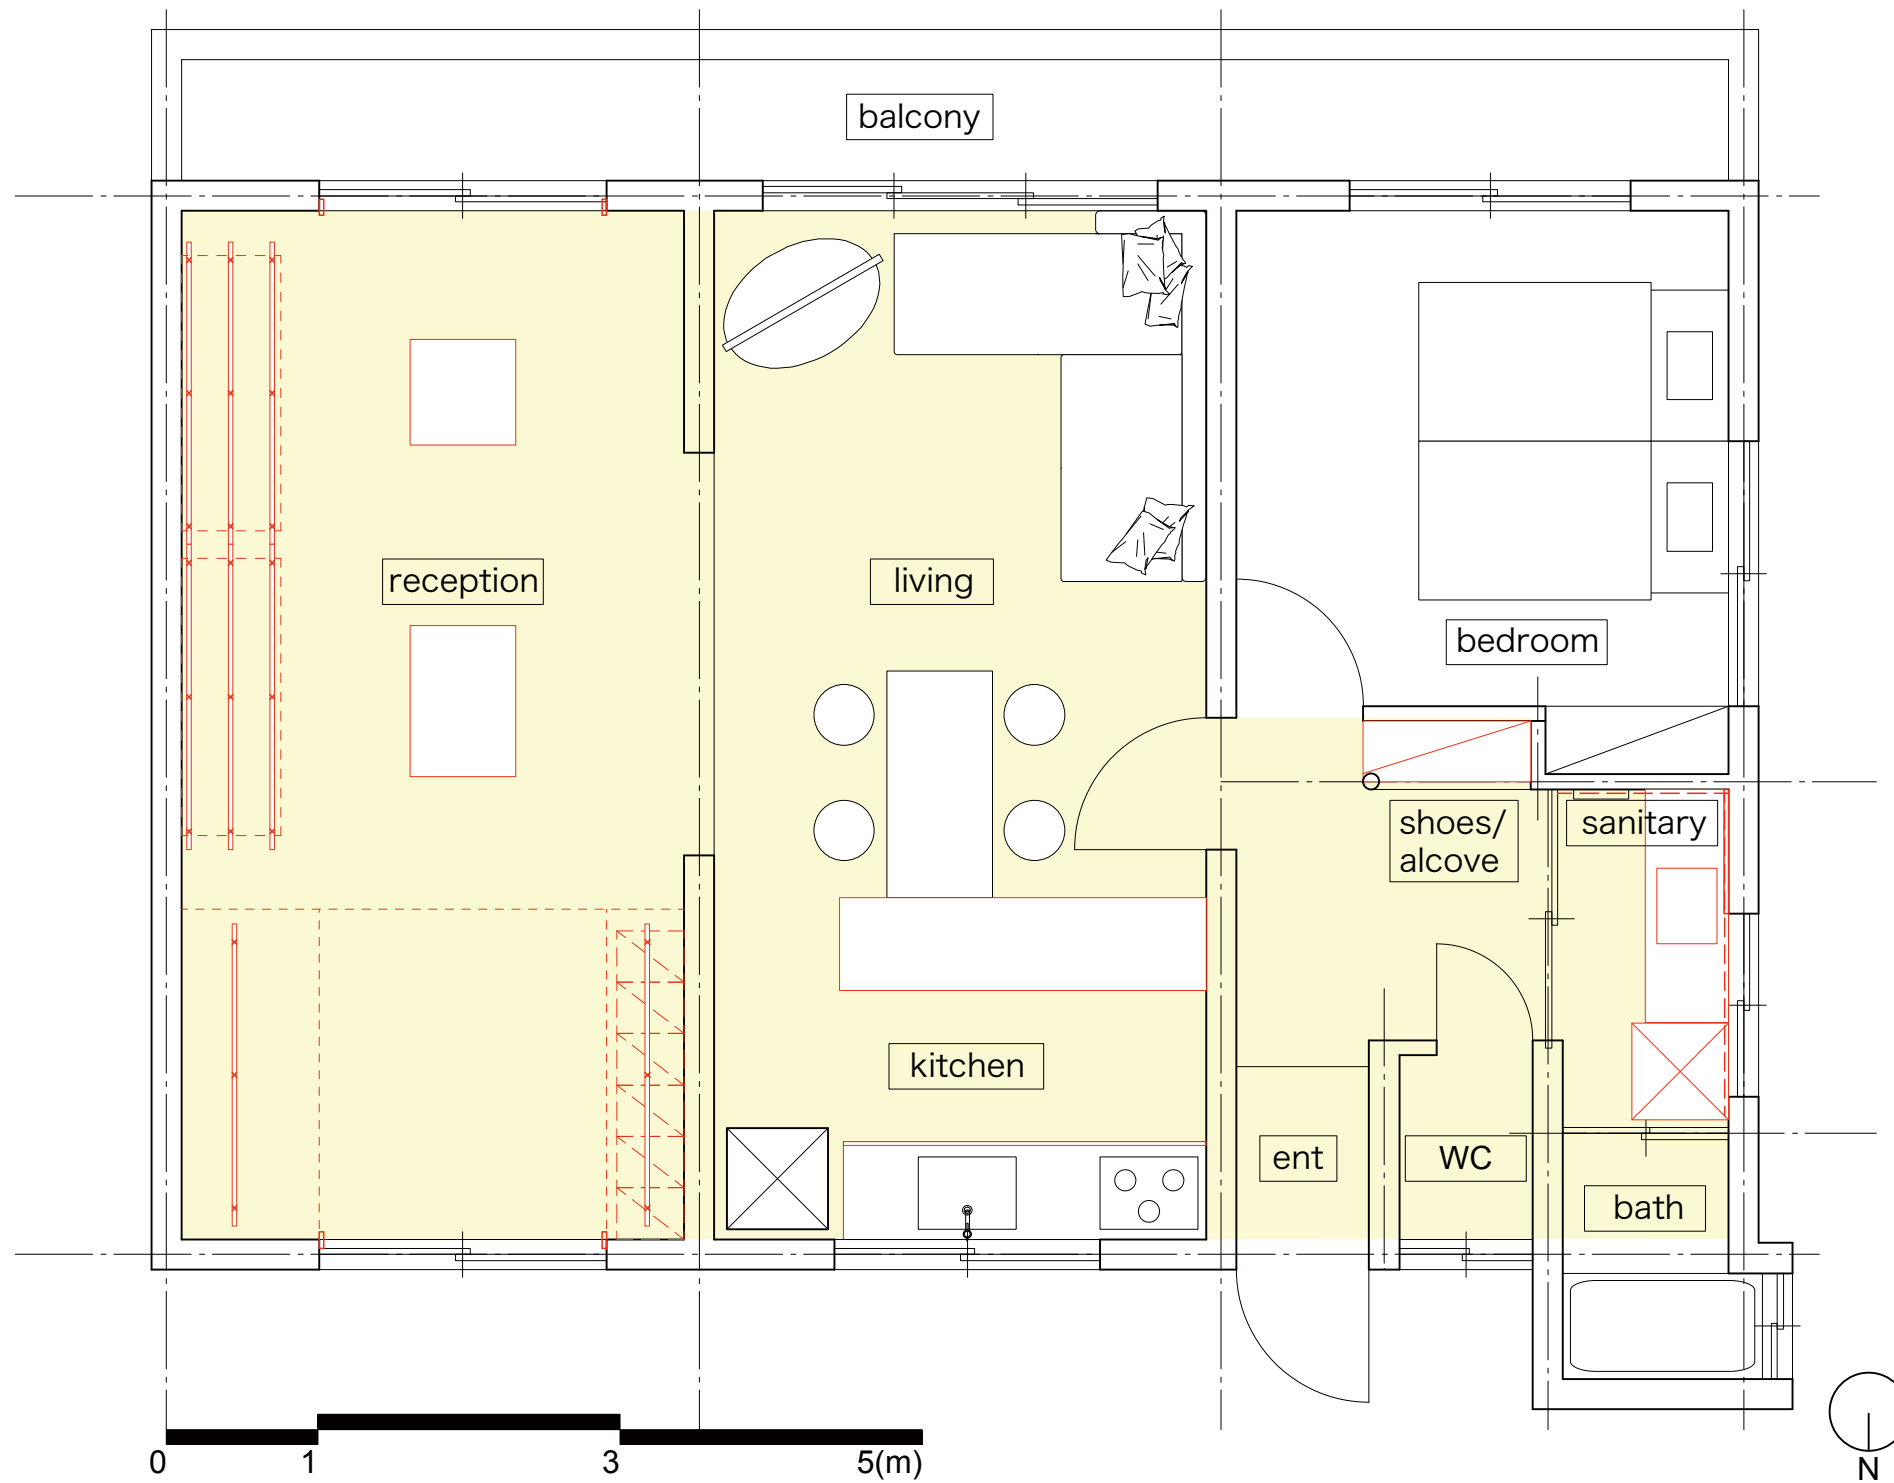 balcony
reception
living
bedroom
shoes/
alcove
sanitary
kitchen
ent
WC
bath
0 1 3 5(m)
N